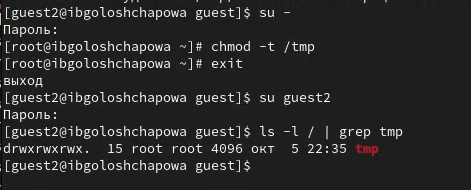 [guest2@ibgoloshchapowa guest]$ su -
Пароль:
[root@ibgoloshchapowa ~]# chmod -t /tmp
[root@ibgoloshchapowa ~]# exit
выход
[guest2@ibgoloshchapowa guest]$ su guest2
Пароль:
[guest2@ibgoloshchapowa guest]$ ls -l / | grep tmp
drwxrwxrwx.  15 root root 4096 окт  5 22:35 tmp
[guest2@ibgoloshchapowa guest]$